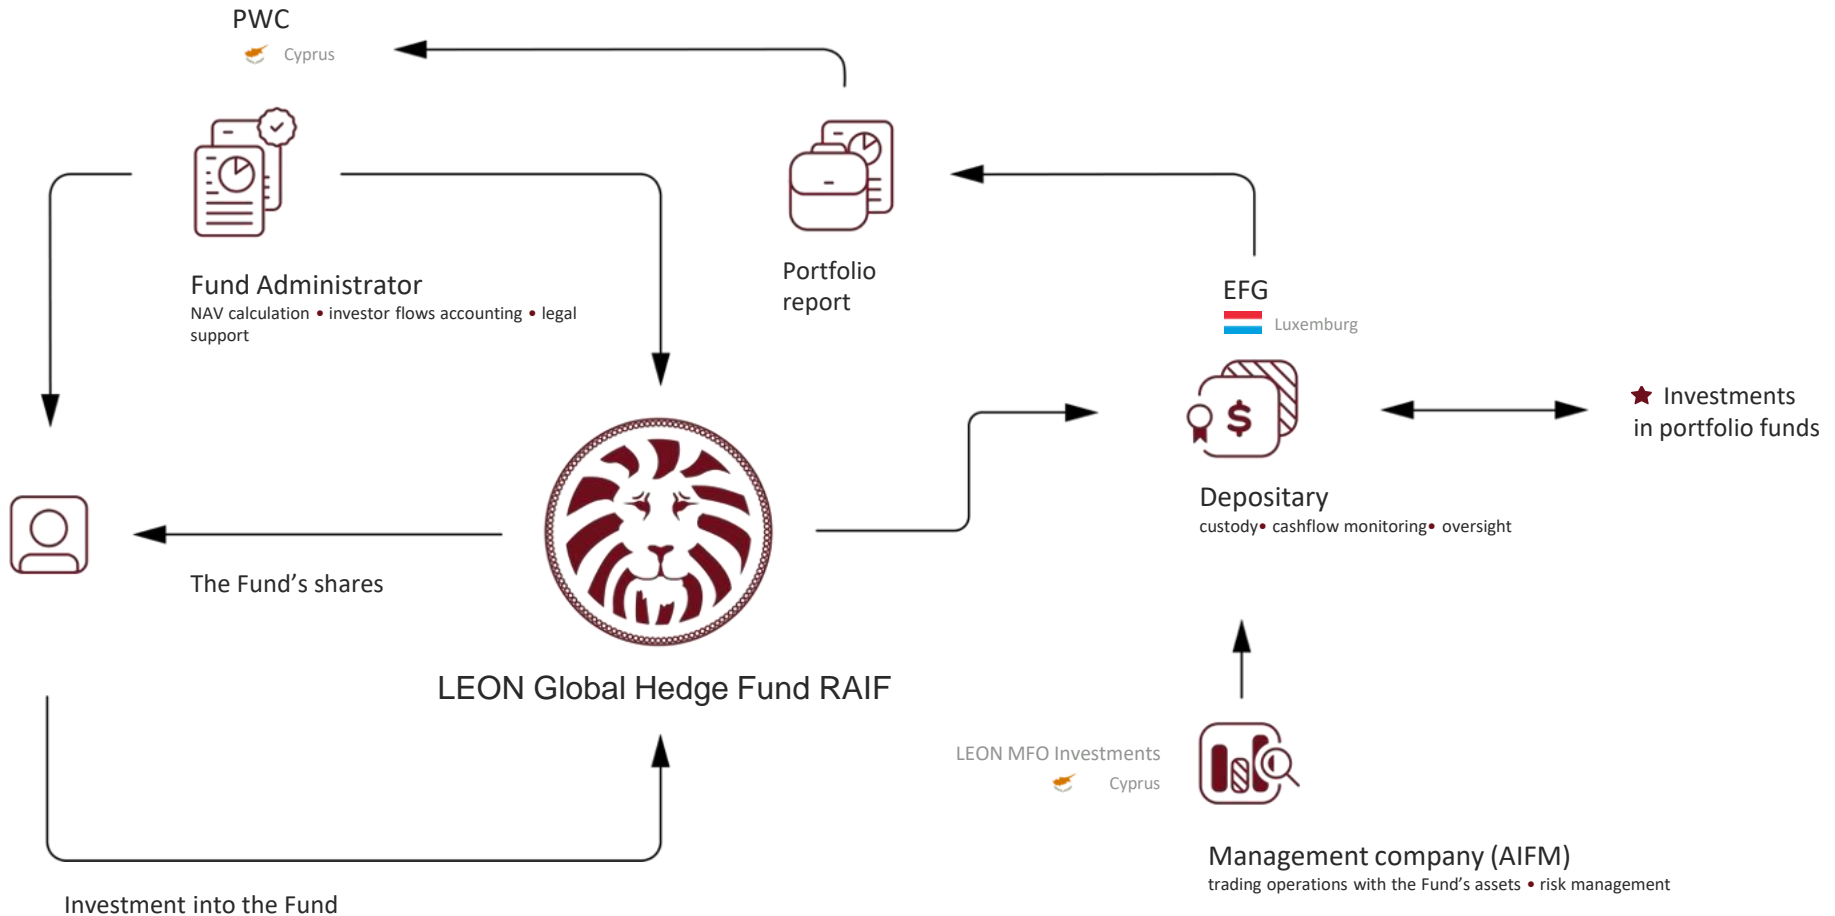 PWC
Cyprus
Fund Administrator
NAV calculation • investor flows accounting • legal
support
Portfolio
report
EFG
Luxemburg
$
Depositary
custody• cashflow monitoring• oversight
★ Investments
in portfolio funds
The Fund’s shares
LEON Global Hedge Fund RAIF
LEON MFO Investments
Cyprus
Management company (AIFM)
trading operations with the Fund’s assets • risk management
Investment into the Fund